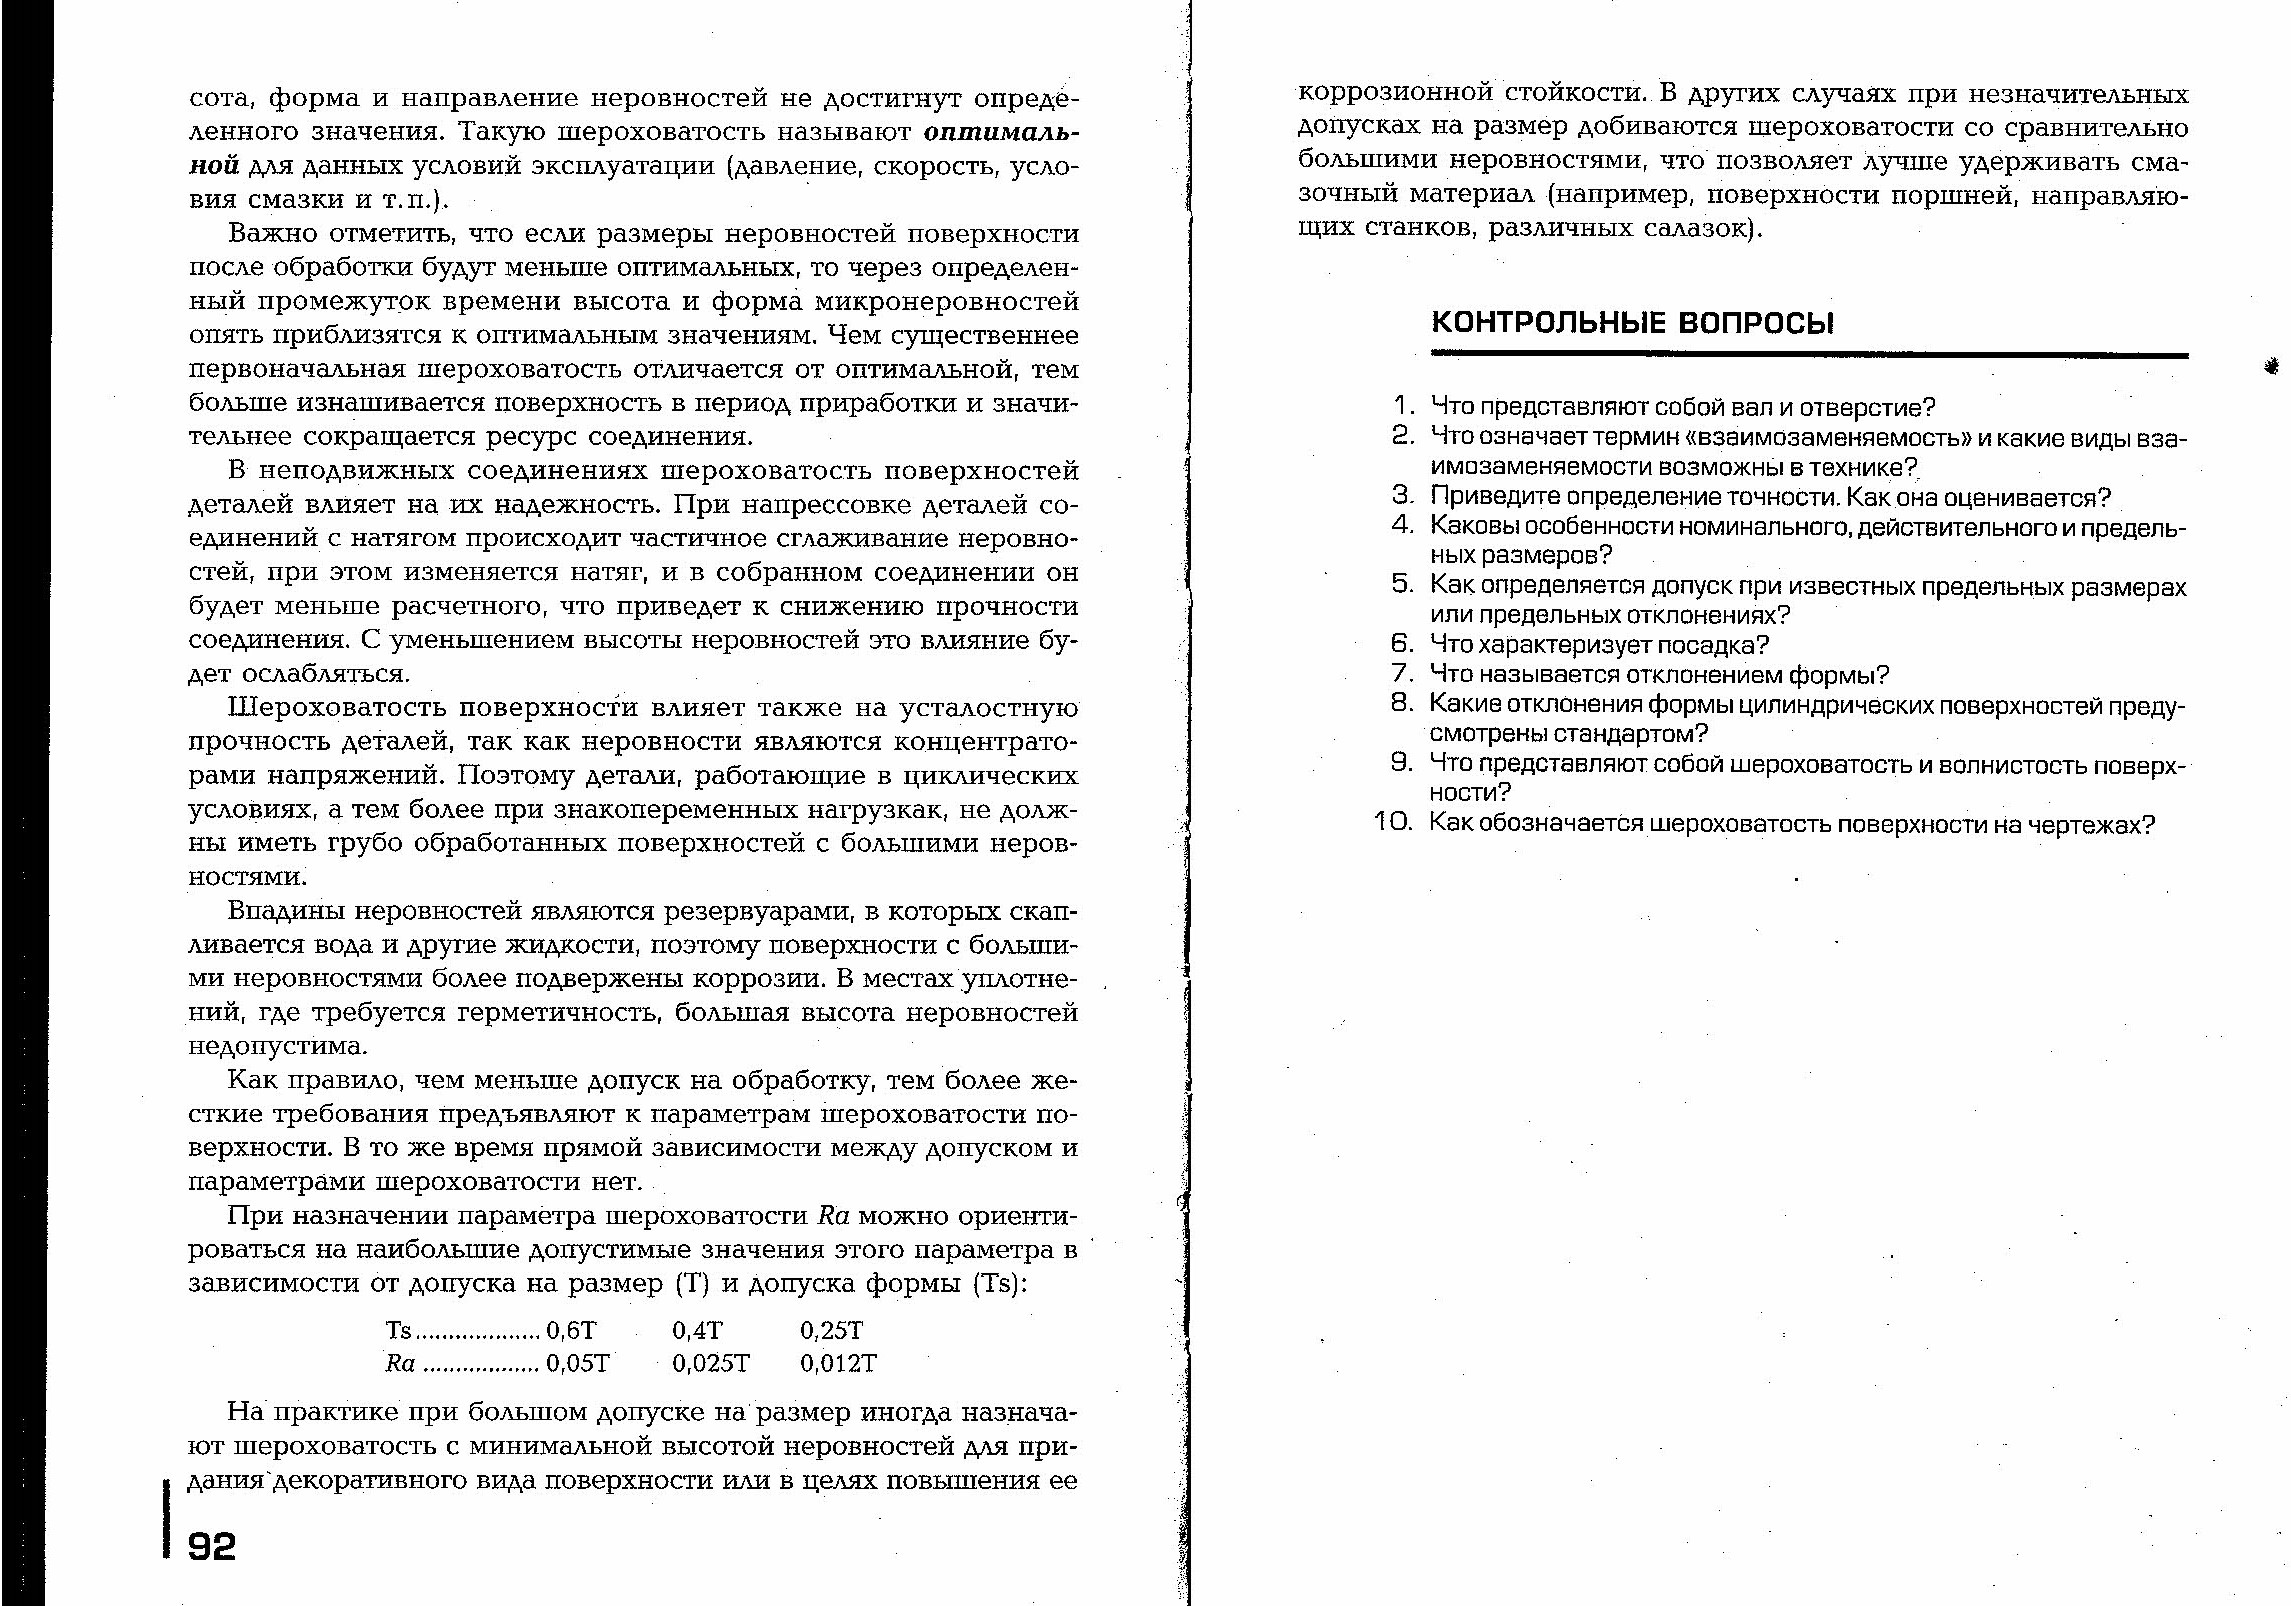 сота, форма и направление неровностей не достигнут опреде-
ленного значения. Такую шероховатость называют оптималь-
ной для данных условий эксплуатации (давление, скорость, усло-
вия смазки и т.п.).
Важно отметить, что если размеры неровностей поверхности
после обработки будут меньше оптимальных, то через определен-
ный промежуток времени высота и форма микронеровностей
опять приблизятся к оптимальным значениям. Чем существеннее
первоначальная шероховатость отличается от оптимальной, тем
больше изнашивается поверхность в период приработки и значи-
тельнее сокращается ресурс соединения.
В неподвижных соединениях шероховатость поверхностей
деталей влияет на их надежность. При напрессовке деталей со-
единений с натягом происходит частичное сглаживание неровно-
стей, при этом изменяется натяг, и в собранном соединении он
будет меньше расчетного, что приведет к снижению прочности
соединения. С уменьшением высоты неровностей это влияние бу-
дет ослабляться.
Шероховатость поверхности влияет также на усталостную
прочность деталей, так как неровности являются концентрато-
рами напряжений. Поэтому детали, работающие в циклических
условиях, а тем более при знакопеременных нагрузкак, не долж-
ны иметь грубо обработанных поверхностей с большими неров-
ностями.
Впадины неровностей являются резервуарами, в которых скап-
ливается вода и другие жидкости, поэтому поверхности с больши-
ми неровностями более подвержены коррозии. В местах уплотне-
ний, где требуется герметичность, большая высота неровностей
недопустима.
Как правило, чем меньше допуск на обработку, тем более же-
сткие требования предъявляют к параметрам шероховатости по-
верхности. В то же время прямой зависимости между допуском и
параметрами шероховатости нет.
При назначении параметра шероховатости Ra можно ориенти-
роваться на наибольшие допустимые значения этого параметра в
зависимости от допуска на размер (Т) и допуска формы (Ts):
Ts................... 0,6T 0,4T 0,25T
Ra .................. 0,05T 0,025T 0,012T
На практике при большом допуске на размер иногда назнача-
ют шероховатость с минимальной высотой неровностей для при-
дания декоративного вида поверхности или в целях повышения ее
92
коррозионной стойкости. В других случаях при незначительных
допусках на размер добиваются шероховатости со сравнительно
большими неровностями, что позволяет лучше удерживать сма-
зочный материал (например, поверхности поршней, направляю-
щих станков, различных салазок).
КОНТРОЛЬНЫЕ ВОПРОСЫ
1. Что представляют собой вал и отверстие?
2. Что означает термин «взаимозаменяемость» и какие виды вза-
имозаменяемости возможны в технике?
3. Приведите определение точности. Как она оценивается?
4. Каковы особенности номинального, действительного и предель-
ных размеров?
5. Как определяется допуск при известных предельных размерах
или предельных отклонениях?
6. Что характеризует посадка?
7. Что называется отклонением формы?
8. Какие отклонения формы цилиндрических поверхностей преду-
смотрены стандартом?
9. Что представляют собой шероховатость и волнистость поверх-
ности?
10. Как обозначается шероховатость поверхности на чертежах?